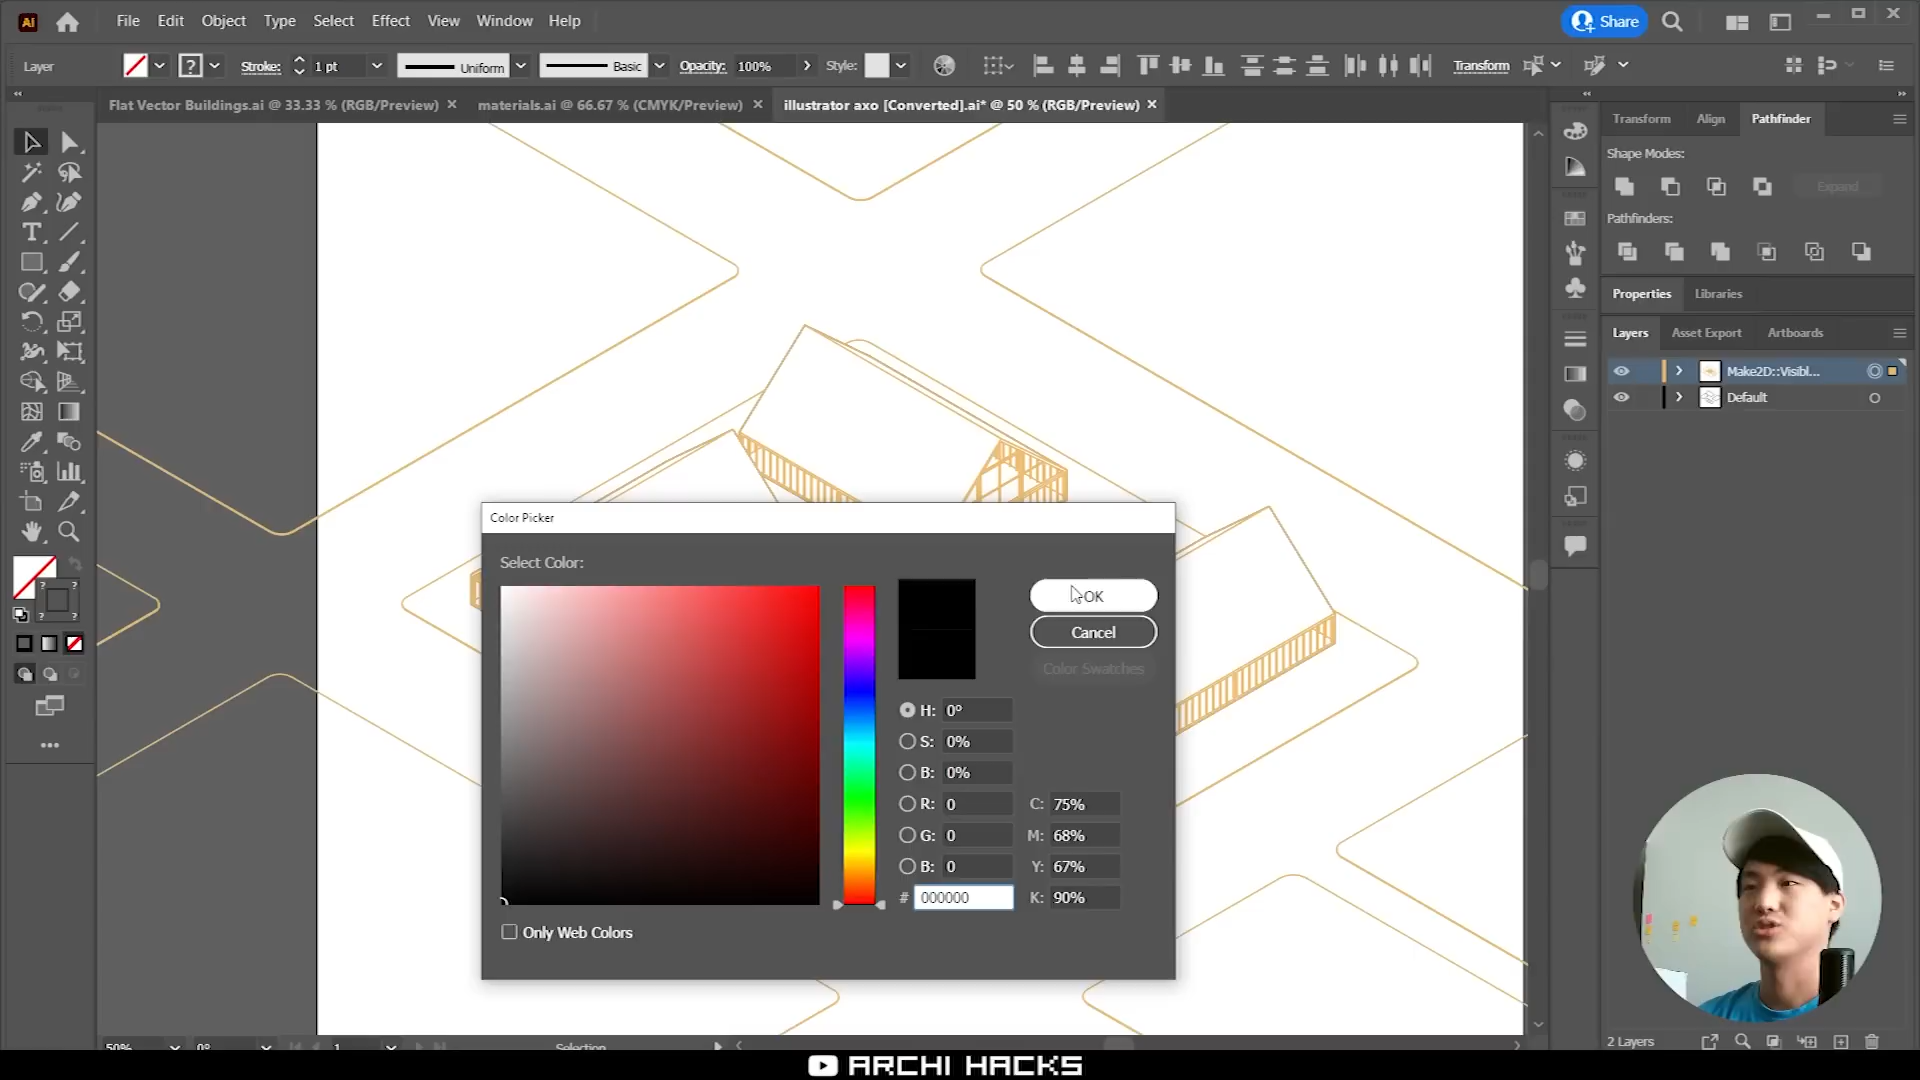 Ai File Edit Object Type Select Effect View Window Help Share
Layer Stroke: 1 pt Uniform Basic Opacity: 100% Style: Transform
Flat Vector Buildings.ai @ 33.33 % (RGB/Preview) × materials.ai @ 66.67 % (CMYK/Preview) × illustrator axo [Converted].ai* @ 50 % (RGB/Preview) ×
Transform Align Pathfinder
Shape Modes:
Expand
Pathfinders:
Properties Libraries
Layers Asset Export Artboards
Make2D::Visibl...
Default
Color Picker
Select Color:
OK
Cancel
Color Swatches
H: 0°
S: 0%
B: 0%
R: 0 C: 75%
G: 0 M: 68%
B: 0 Y: 67%
# 000000 K: 90%
Only Web Colors
50% 0° 1 Selection
2 Layers
ARCHI HACKS